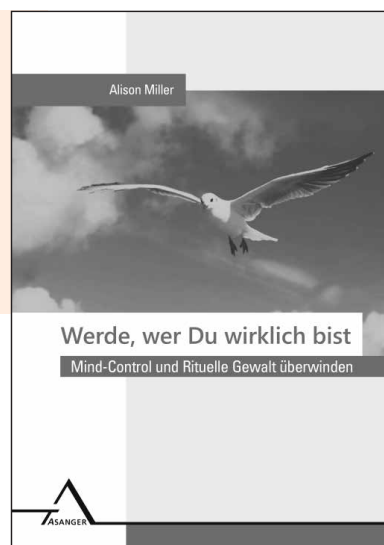 Alison Miller
Werde, wer Du wirklich bist
Mind-Control und Rituelle Gewalt überwinden
ASANGER